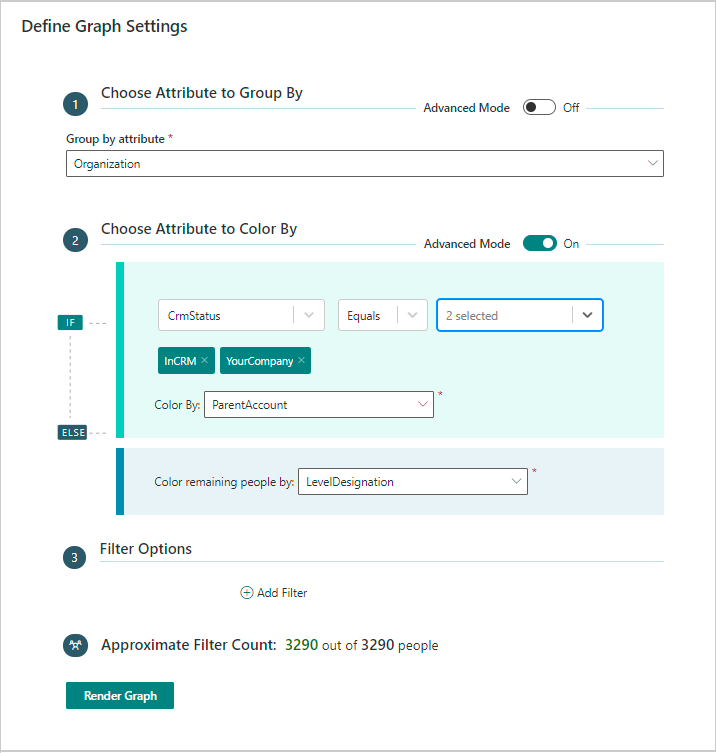 Define Graph Settings
1 Choose Attribute to Group By
Advanced Mode Off
Group by attribute *
Organization
2 Choose Attribute to Color By
Advanced Mode On
IF CrmStatus Equals 2 selected
InCRM × YourCompany ×
Color By: ParentAccount *
ELSE
Color remaining people by: LevelDesignation *
3 Filter Options
Add Filter
Approximate Filter Count: 3290 out of 3290 people
Render Graph